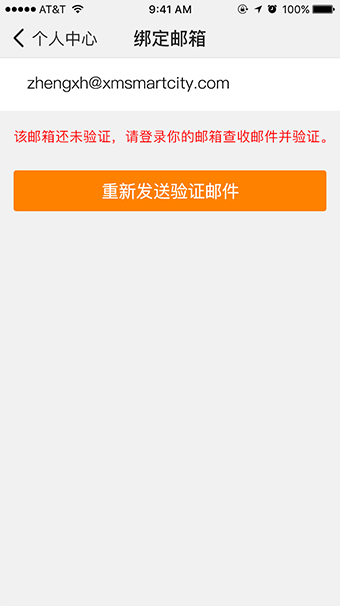 AT&T 9:41 AM 100%
个人中心 绑定邮箱
zhengxh@xmsmartcity.com
该邮箱还未验证，请登录你的邮箱查收邮件并验证。
重新发送验证邮件